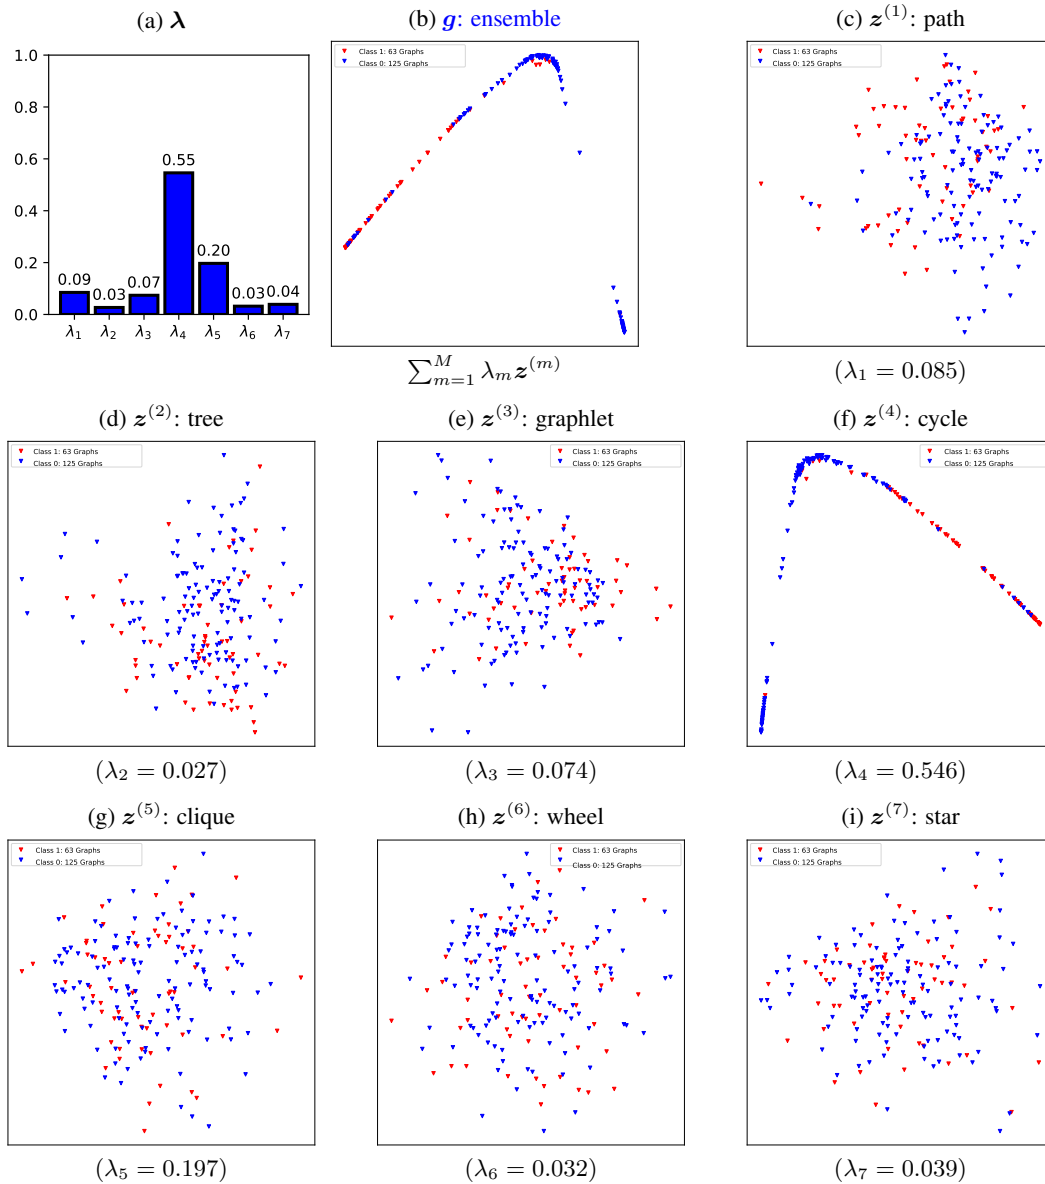 (a) λ
1.0
0.8
0.6
0.4
0.2
0.0
0.09
0.03
0.07
0.55
0.20
0.03
0.04
λ₁ λ₂ λ₃ λ₄ λ₅ λ₆ λ₇
(b) g: ensemble
Class 1: 63 Graphs
Class 0: 125 Graphs
∑ᴹₘ₌₁ λₘz⁽ᵐ⁾
(c) z⁽¹⁾: path
Class 1: 63 Graphs
Class 0: 125 Graphs
(λ₁ = 0.085)
(d) z⁽²⁾: tree
Class 1: 63 Graphs
Class 0: 125 Graphs
(λ₂ = 0.027)
(e) z⁽³⁾: graphlet
Class 1: 63 Graphs
Class 0: 125 Graphs
(λ₃ = 0.074)
(f) z⁽⁴⁾: cycle
Class 1: 63 Graphs
Class 0: 125 Graphs
(λ₄ = 0.546)
(g) z⁽⁵⁾: clique
Class 1: 63 Graphs
Class 0: 125 Graphs
(λ₅ = 0.197)
(h) z⁽⁶⁾: wheel
Class 1: 63 Graphs
Class 0: 125 Graphs
(λ₆ = 0.032)
(i) z⁽⁷⁾: star
Class 1: 63 Graphs
Class 0: 125 Graphs
(λ₇ = 0.039)